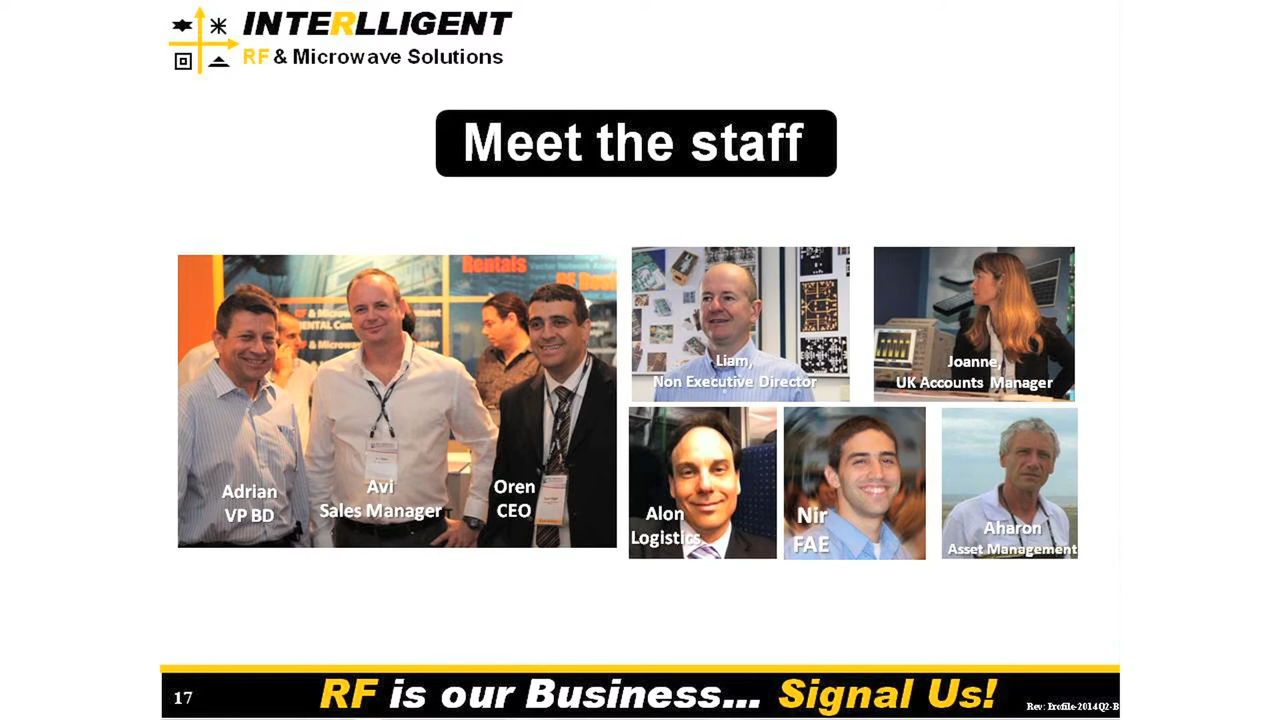 INTERLLIGENT
RF & Microwave Solutions
Meet the staff
Rentals
RENTAL
Adrian
VP BD
Avi
Sales Manager
Oren
CEO
Liam,
Non Executive Director
Joanne,
UK Accounts Manager
Alon
Logistics
Nir
FAE
Aharon
Asset Management
17
RF is our Business... Signal Us!
Rev: Profile-2014Q2-B